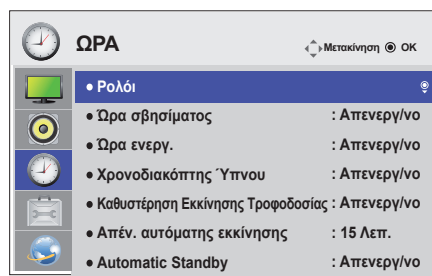 ΩΡΑ
Μετακίνηση ΟΚ
• Ρολόι
• Ώρα σβησίματος : Απενεργ/νο
• Ώρα ενεργ. : Απενεργ/νο
• Χρονοδιακόπτης Ύπνου : Απενεργ/νο
• Καθυστέρηση Εκκίνησης Τροφοδοσίας : Απενεργ/νο
• Απέν. αυτόματης εκκίνησης : 15 Λεπ.
• Automatic Standby : Απενεργ/νο